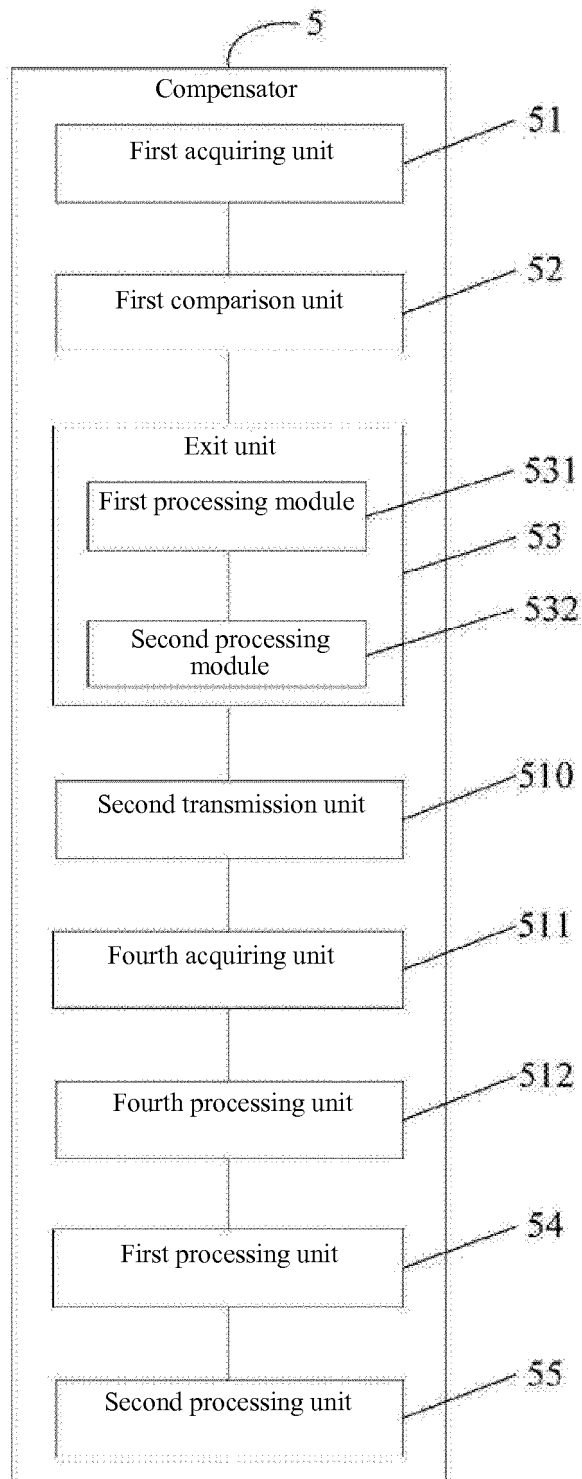 5
Compensator
First acquiring unit
51
First comparison unit
52
Exit unit
First processing module
531
53
Second processing
module
532
Second transmission unit
510
Fourth acquiring unit
511
Fourth processing unit
512
First processing unit
54
Second processing unit
55